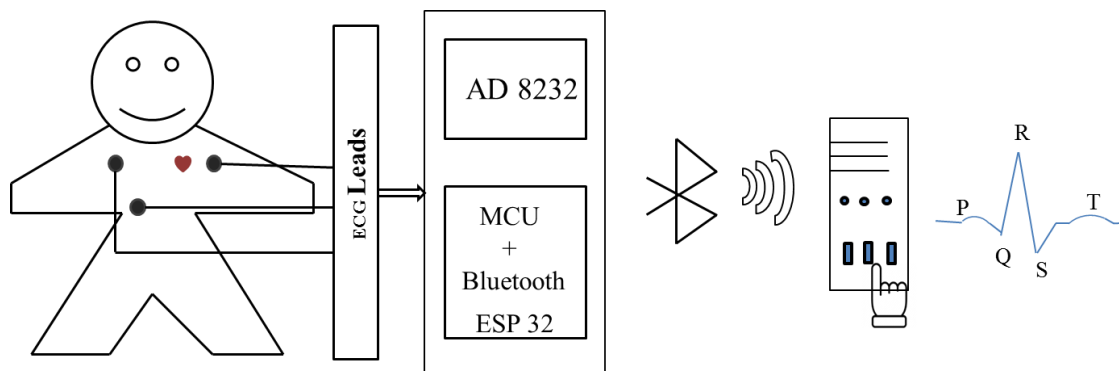 ECG Leads
AD 8232
MCU
+
Bluetooth
ESP 32
P
Q
R
S
T